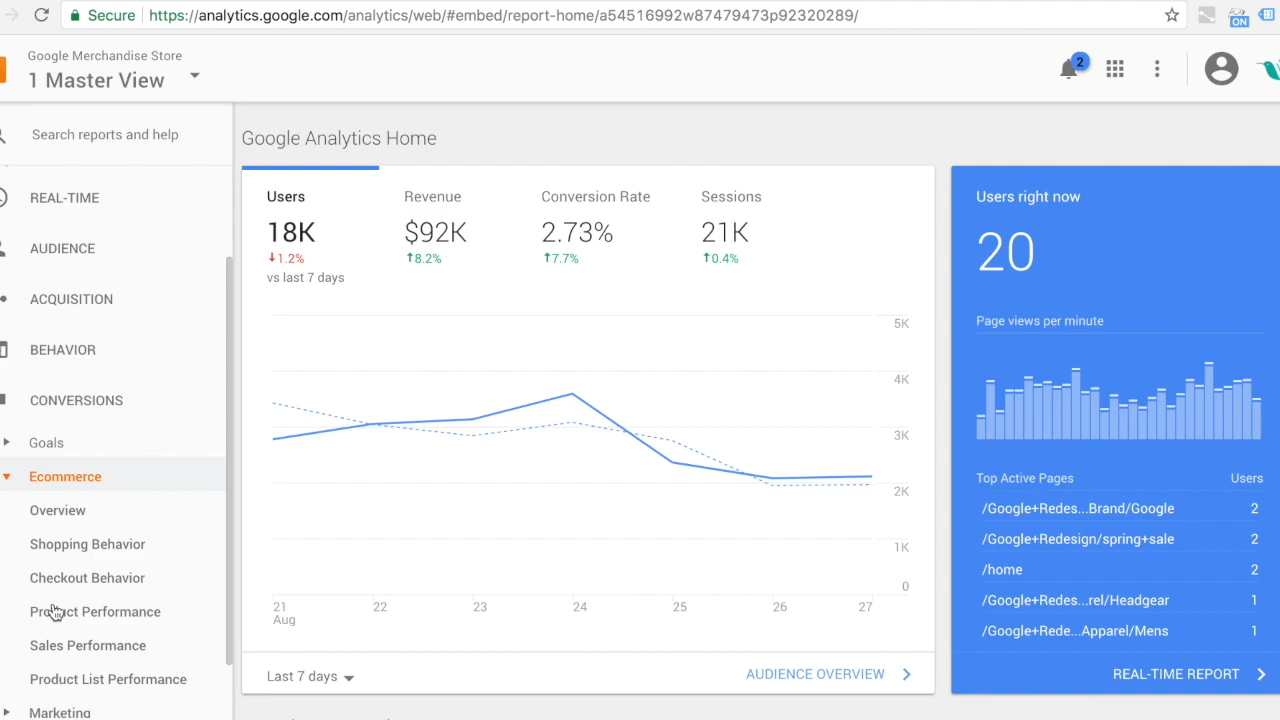 Secure https://analytics.google.com/analytics/web/#embed/report-home/a54516992w87479473p92320289/
ON
Google Merchandise Store
1 Master View
2
Search reports and help
REAL-TIME
AUDIENCE
ACQUISITION
BEHAVIOR
CONVERSIONS
Goals
Ecommerce
Overview
Shopping Behavior
Checkout Behavior
Product Performance
Sales Performance
Product List Performance
Marketing
Google Analytics Home
Users Revenue Conversion Rate Sessions
18K $92K 2.73% 21K
1.2% 8.2% 7.7% 0.4%
vs last 7 days
5K
4K
3K
2K
1K
0
21 22 23 24 25 26 27
Aug
Last 7 days AUDIENCE OVERVIEW
Users right now
20
Page views per minute
Top Active Pages Users
/Google+Redes...Brand/Google 2
/Google+Redesign/spring+sale 2
/home 2
/Google+Redes...rel/Headgear 1
/Google+Rede...Apparel/Mens 1
REAL-TIME REPORT